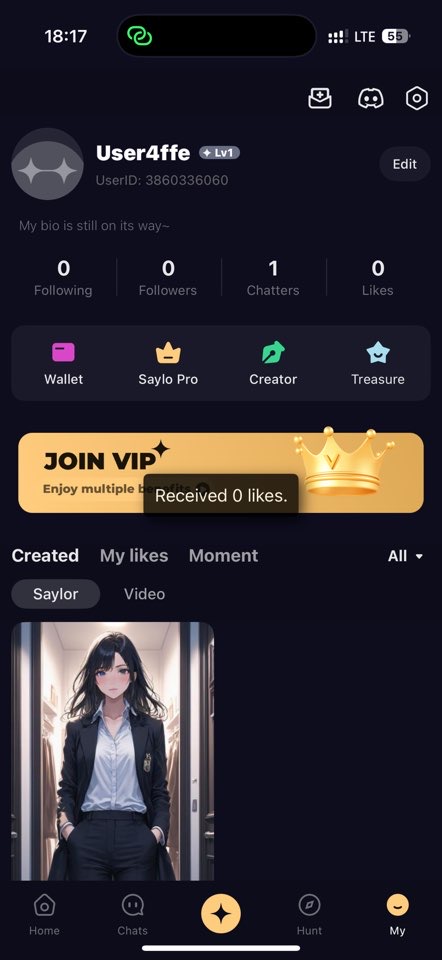 18:17
LTE
55
User4ffe
Lv1
UserID: 3860336060
Edit
My bio is still on its way~
0
0
1
0
Following
Followers
Chatters
Likes
Wallet
Saylo Pro
Creator
Treasure
JOIN VIP
Enjoy multiple benefits
Received 0 likes.
Created
My likes
Moment
All
Saylor
Video
Home
Chats
Hunt
My